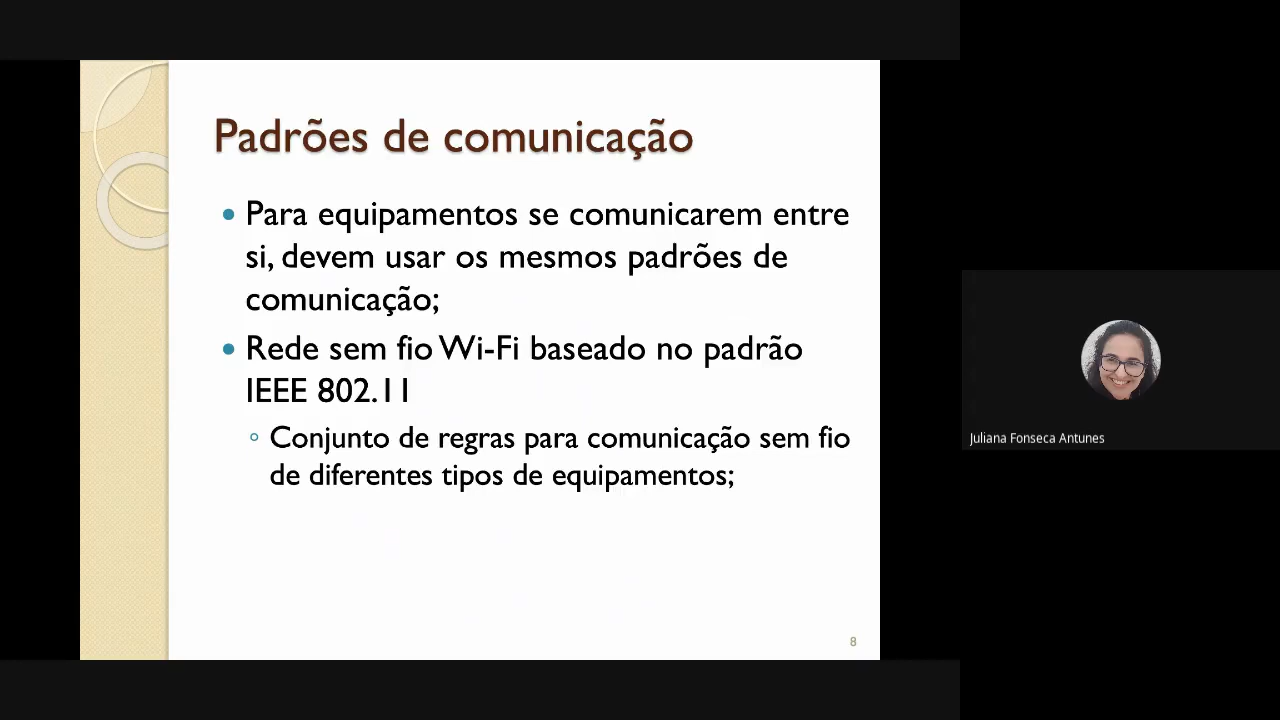 Padrões de comunicação
• Para equipamentos se comunicarem entre
si, devem usar os mesmos padrões de
comunicação;
• Rede sem fio Wi-Fi baseado no padrão
IEEE 802.11
◦ Conjunto de regras para comunicação sem fio
de diferentes tipos de equipamentos;
8
Juliana Fonseca Antunes